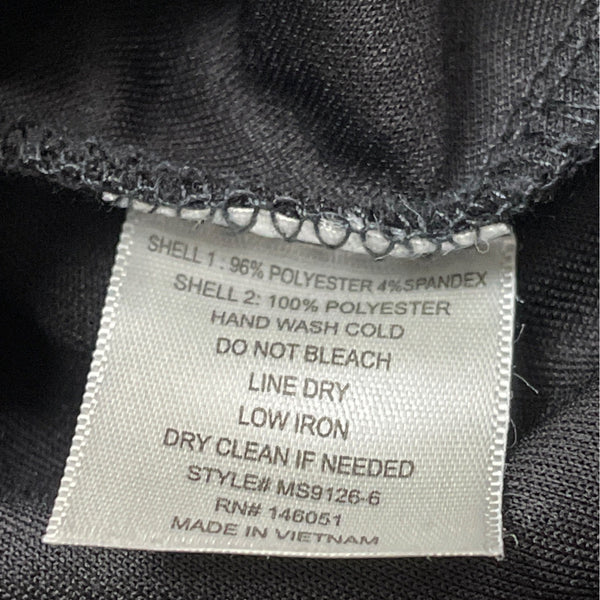 SHELL 1 . 96% POLYESTER 4%SPANDEX
SHELL 2: 100% POLYESTER
HAND WASH COLD
DO NOT BLEACH
LINE DRY
LOW IRON
DRY CLEAN IF NEEDED
STYLE# MS9126-6
RN# 146051
MADE IN VIETNAM